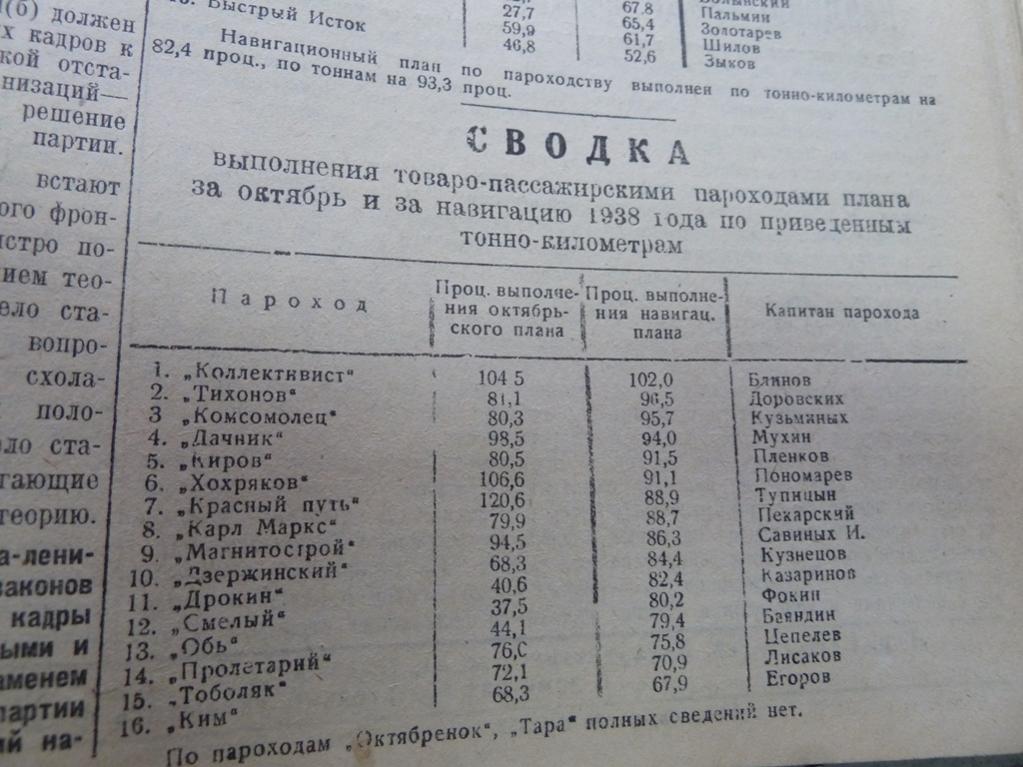 10. Быстрый Исток
27,7 67.8
59,9 65,4 Пальмин
46,8 61,7 Золотарев
52,6 Шилов
Зыков
Навигационный план по пароходству выполнен по тонно-километрам на
82,4 проц., по тоннам на 93,3 проц.
СВОДКА
выполнения товаро-пассажирскими пароходами плана
за октябрь и за навигацию 1938 года по приведенным
тонно-километрам
Пароход
Проц. выполне-
ния октябрь-
ского плана
Проц. выполне-
ния навигац.
плана
Капитан парохода
1. „Коллективист“ 104 5 102,0 Блинов
2. „Тихонов“ 81,1 96,5 Доровских
3 „Комсомолец“ 80,3 95,7 Кузьминых
4. „Дачник“ 98,5 94,0 Мухин
5. „Киров“ 80,5 91,5 Пленков
6. „Хохряков“ 106,6 91,1 Пономарев
7. „Красный путь“ 120,6 88,9 Тупицын
8. „Карл Маркс“ 79,9 88,7 Пекарский
9. „Магнитострой“ 94,5 86,3 Савиных И.
10. „Дзержинский“ 68,3 84,4 Кузнецов
11. „Дрокин“ 40,6 82,4 Казаринов
12. „Смелый“ 37,5 80,2 Фокин
13. „Обь“ 44,1 79,4 Баяндин
14. „Пролетарий“ 76,0 75,8 Цепелев
15. „Тоболяк“ 72,1 70,9 Лисаков
16. „Ким“ 68,3 67,9 Егоров
По пароходам „Октябренок“, „Тара“ полных сведений нет.
(б) должен
х кадров к
кой отста-
низаций—
решение
партии.
встают
ого фрон-
стро по-
ием тео-
ело ста-
вопро-
схола-
поло-
ло ста-
гающие
теорию.
а-лени-
законов
кадры
ыми и
аменем
партии
ий на-